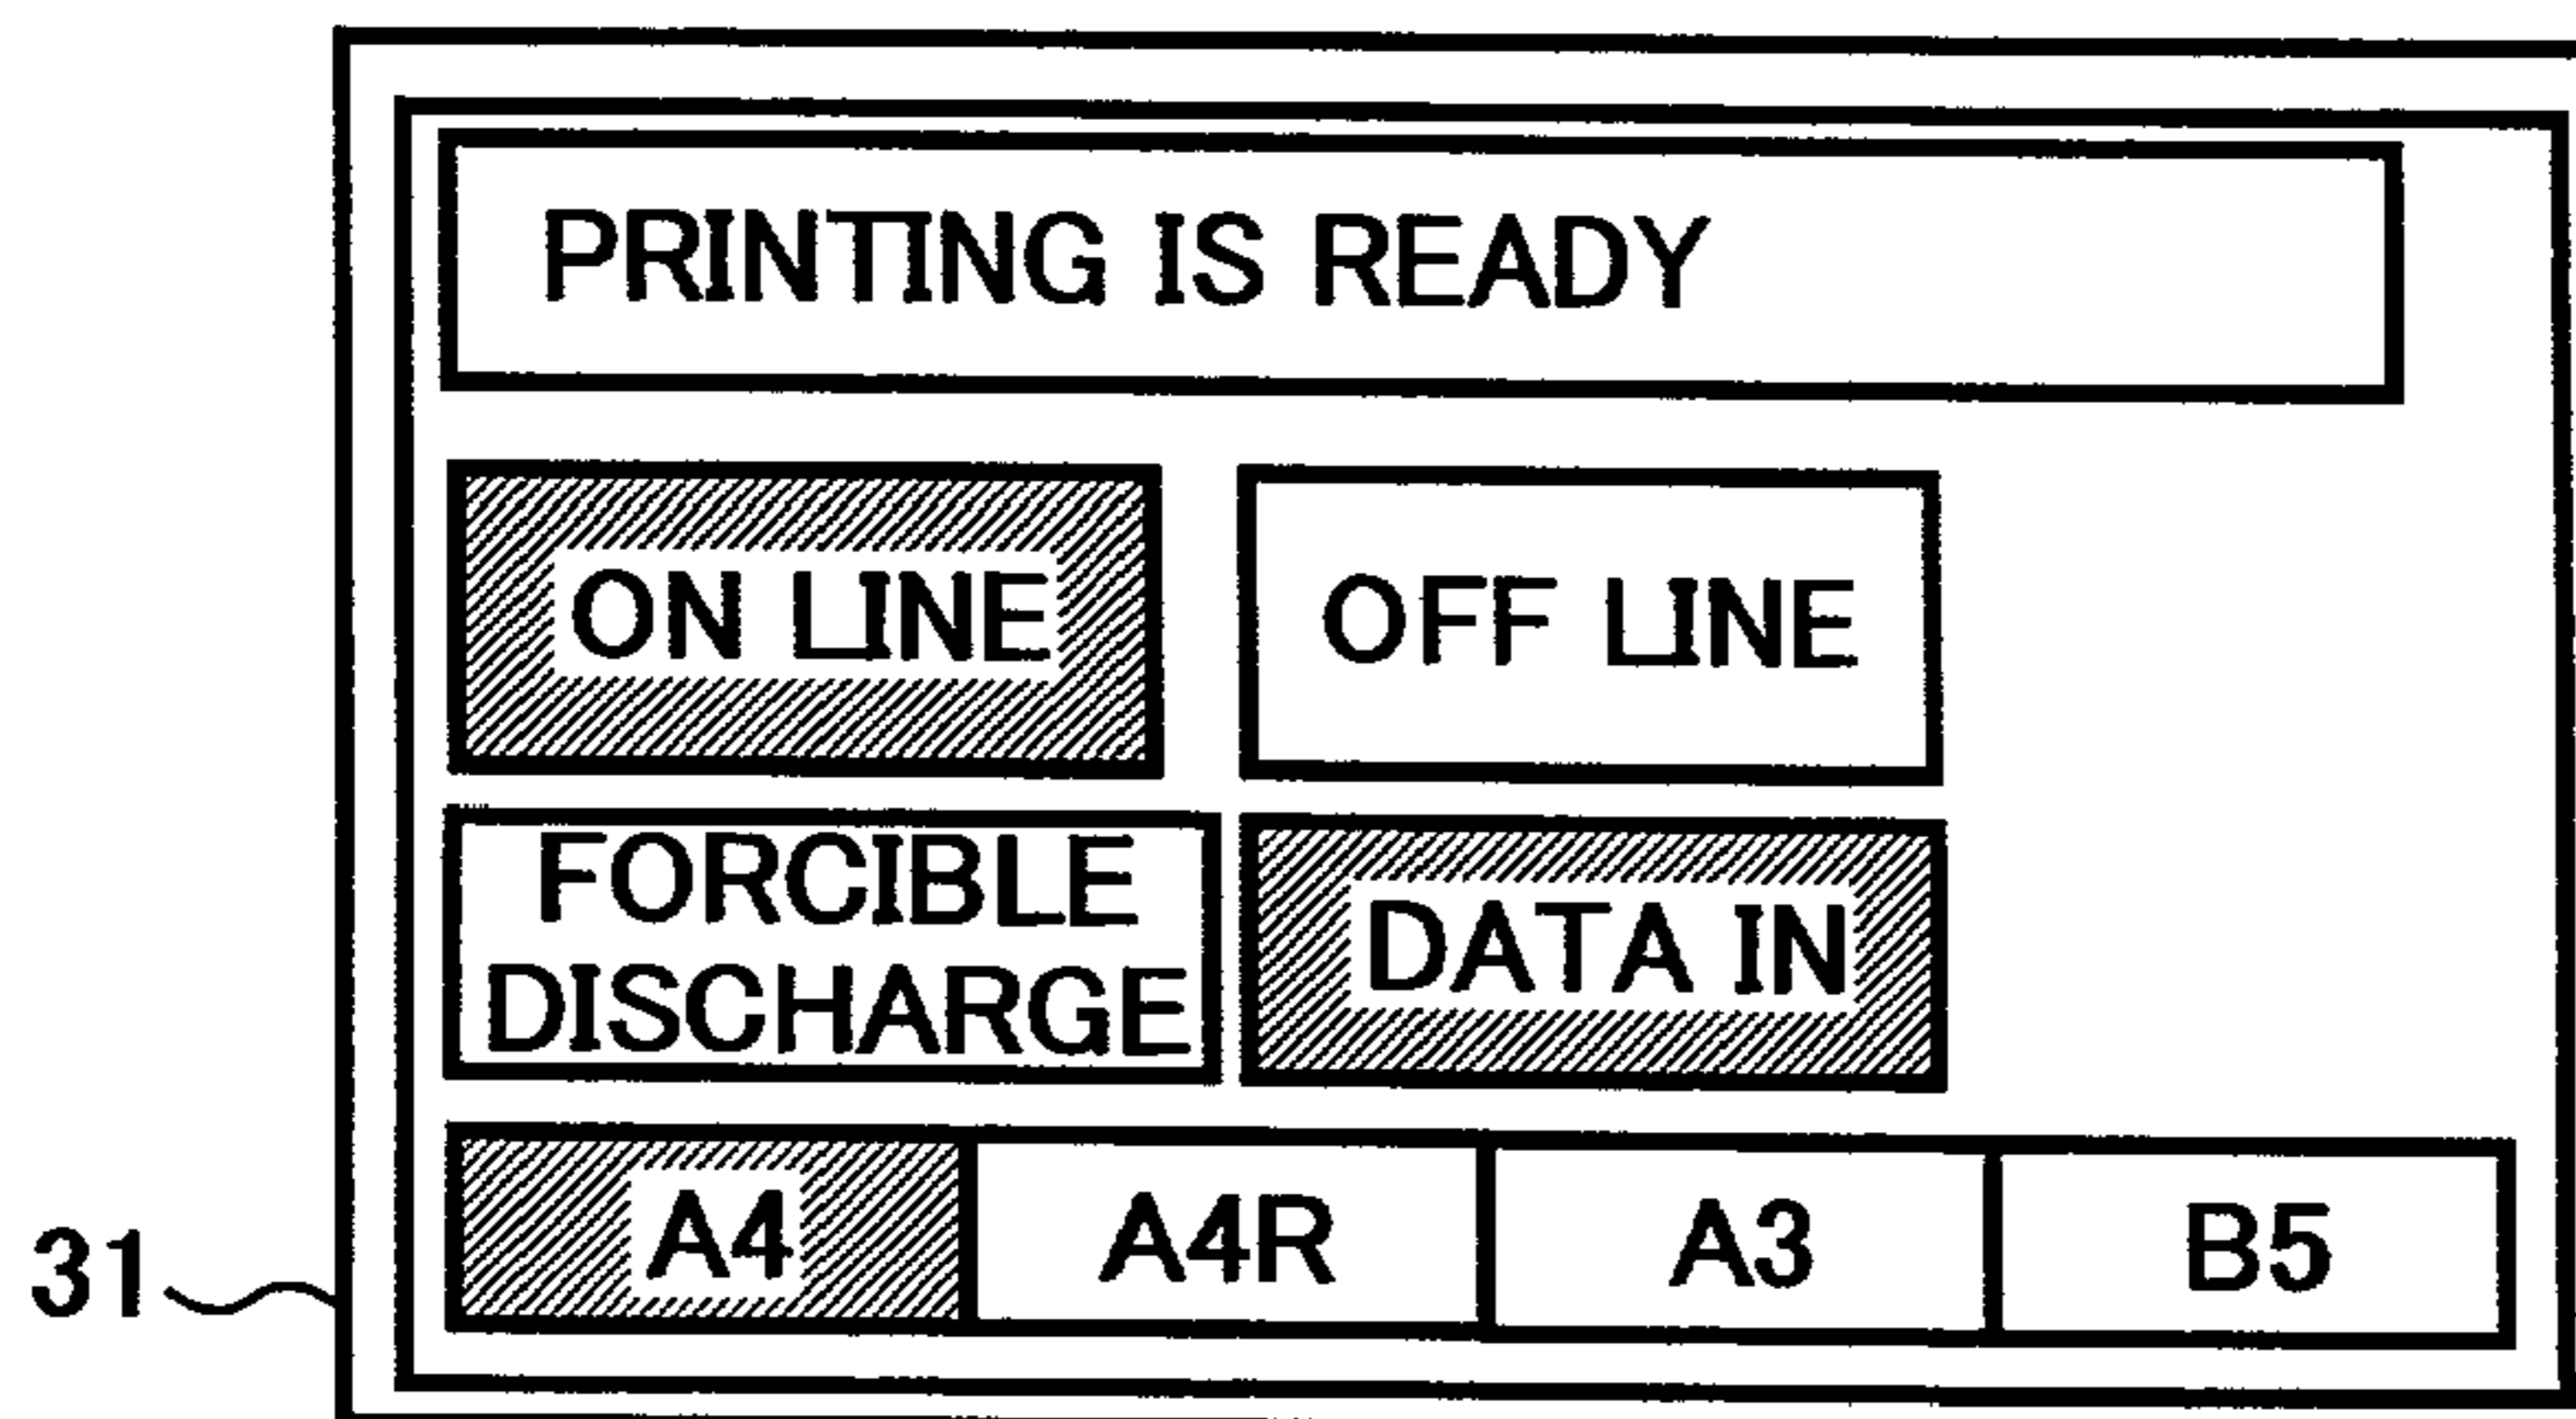 PRINTING IS READY
ON LINE
OFF LINE
FORCIBLE
DISCHARGE
DATA IN
A4
A4R
A3
B5
31